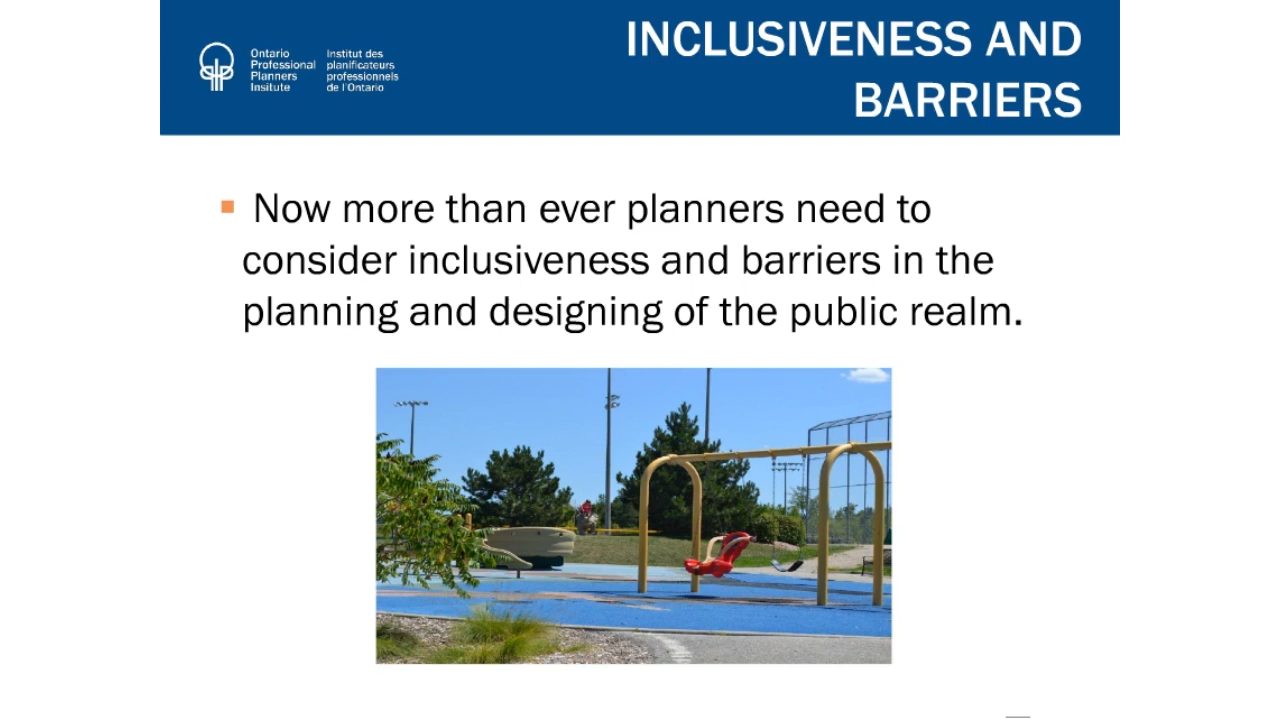 Ontario
Professional
Planners
Insitute
Institut des
planificateurs
professionnels
de l'Ontario
INCLUSIVENESS AND
BARRIERS
Now more than ever planners need to
consider inclusiveness and barriers in the
planning and designing of the public realm.